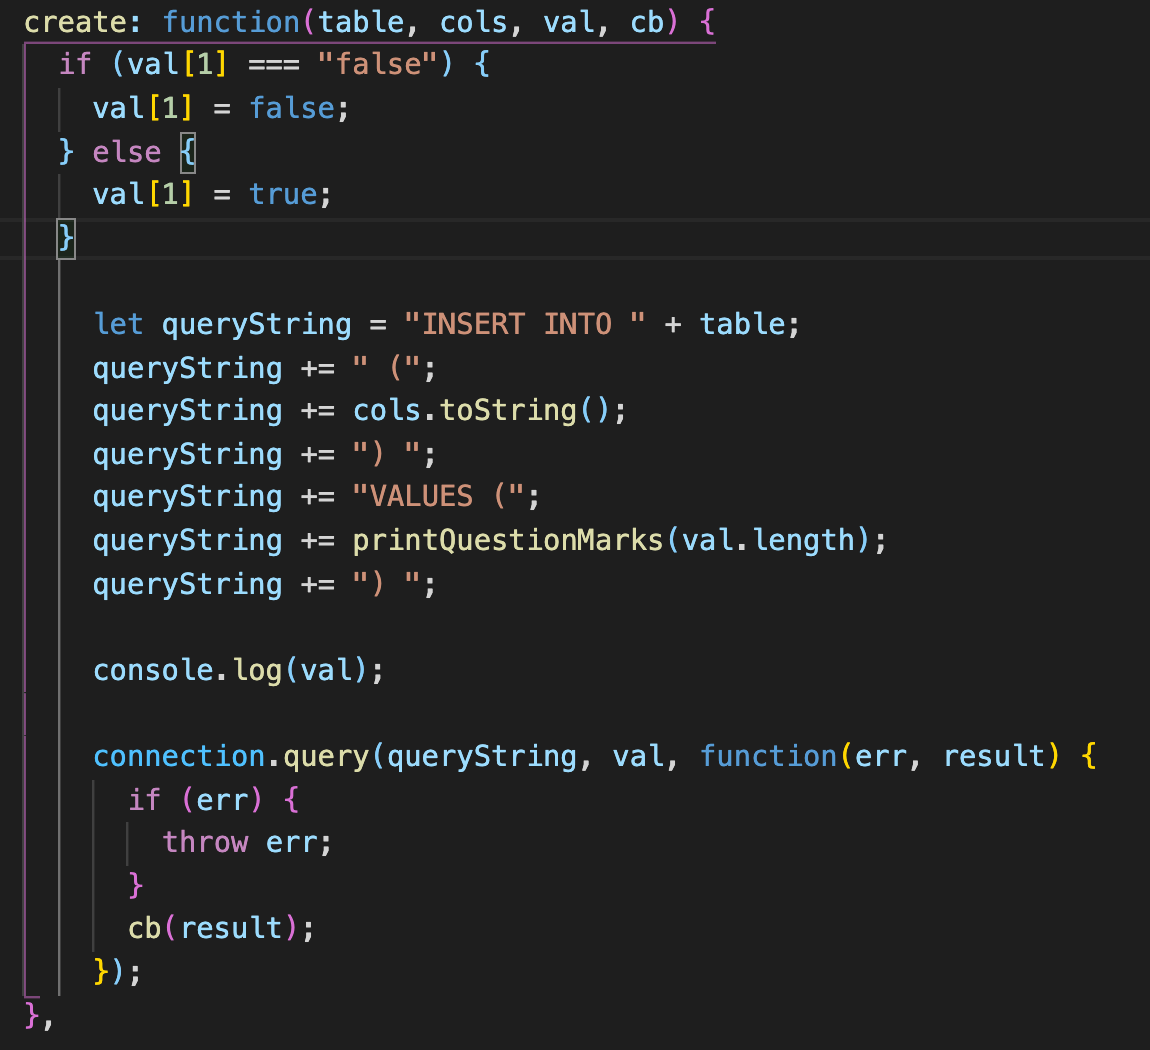 create: function(table, cols, val, cb) {
  if (val[1] === "false") {
    val[1] = false;
  } else {
    val[1] = true;
  }

    let queryString = "INSERT INTO " + table;
    queryString += " (";
    queryString += cols.toString();
    queryString += ") ";
    queryString += "VALUES (";
    queryString += printQuestionMarks(val.length);
    queryString += ") ";

    console.log(val);

    connection.query(queryString, val, function(err, result) {
      if (err) {
        throw err;
      }
      cb(result);
    });
},